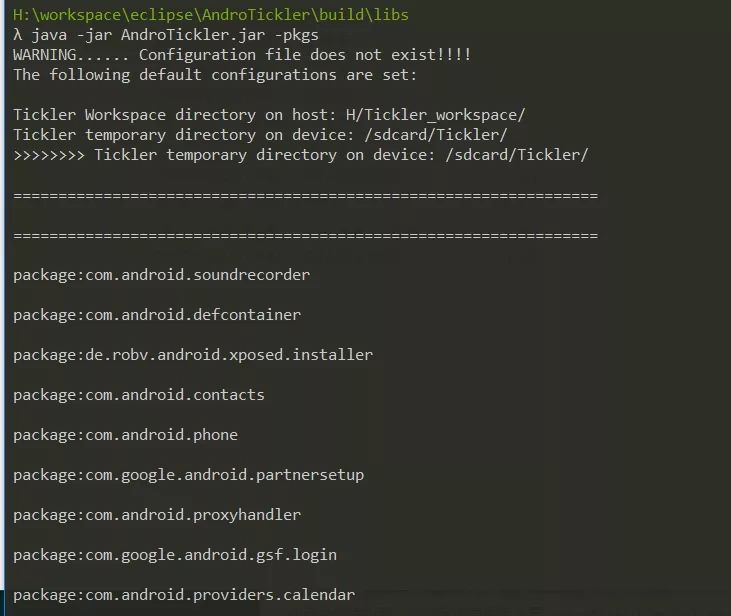 H:\workspace\eclipse\AndroTickler\build\libs
λ java -jar AndroTickler.jar -pkgs
WARNING...... Configuration file does not exist!!!!
The following default configurations are set:
Tickler Workspace directory on host: H/Tickler_workspace/
Tickler temporary directory on device: /sdcard/Tickler/
>>>>>>>> Tickler temporary directory on device: /sdcard/Tickler/
=================================================================
=================================================================
package:com.android.soundrecorder
package:com.android.defcontainer
package:de.robv.android.xposed.installer
package:com.android.contacts
package:com.android.phone
package:com.google.android.partnersetup
package:com.android.proxyhandler
package:com.google.android.gsf.login
package:com.android.providers.calendar